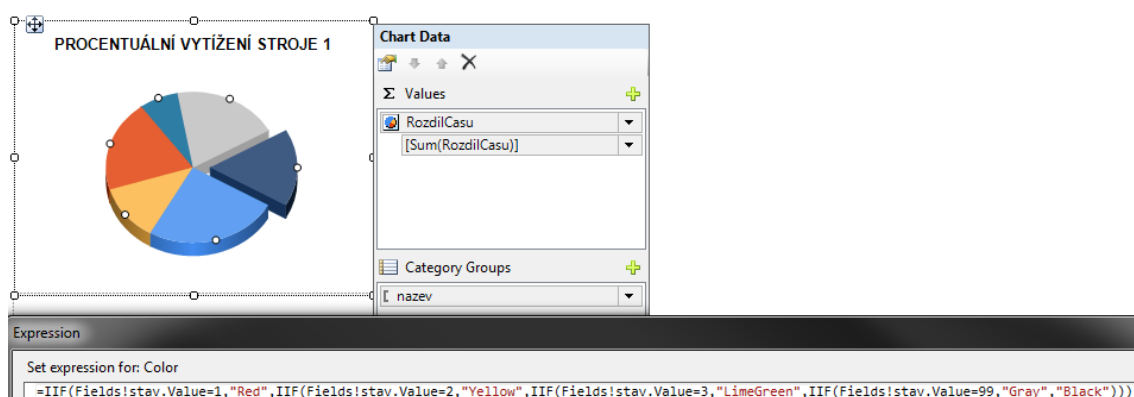 PROCENTUÁLNÍ VYTÍŽENÍ STROJE 1
Chart Data
Σ Values
RozdilCasu
[Sum(RozdilCasu)]
Category Groups
nazev
Expression
Set expression for: Color
=IIF(Fields!stav.Value=1,"Red",IIF(Fields!stav.Value=2,"Yellow",IIF(Fields!stav.Value=3,"LimeGreen",IIF(Fields!stav.Value=99,"Gray","Black"))))